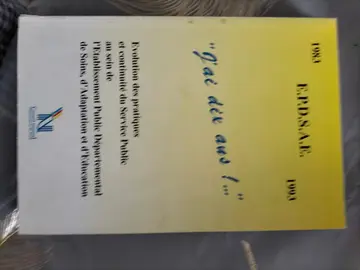 1983 1993
E.P.D.S.A.E.
"J'ai dix ans !..."
Evolution des pratiques
et continuité du Service Public
au sein de
l'Etablissement Public Départemental
de Soins, d'Adaptation et d'Education